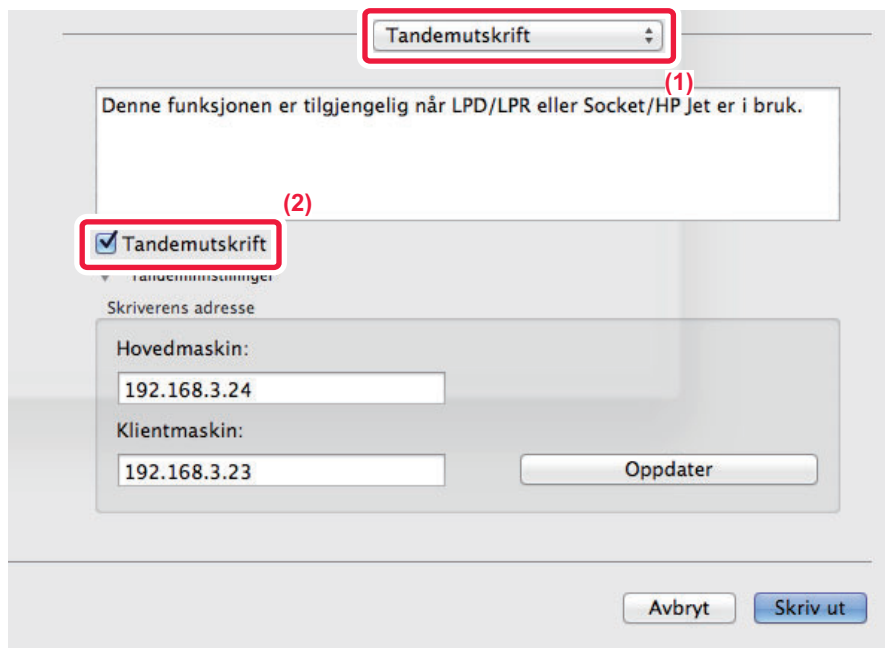 Tandemutskrift
(1)
Denne funksjonen er tilgjengelig når LPD/LPR eller Socket/HP Jet er i bruk.
(2)
Tandemutskrift
Tandeminnstillinger
Skriverens adresse
Hovedmaskin:
192.168.3.24
Klientmaskin:
192.168.3.23
Oppdater
Avbryt
Skriv ut